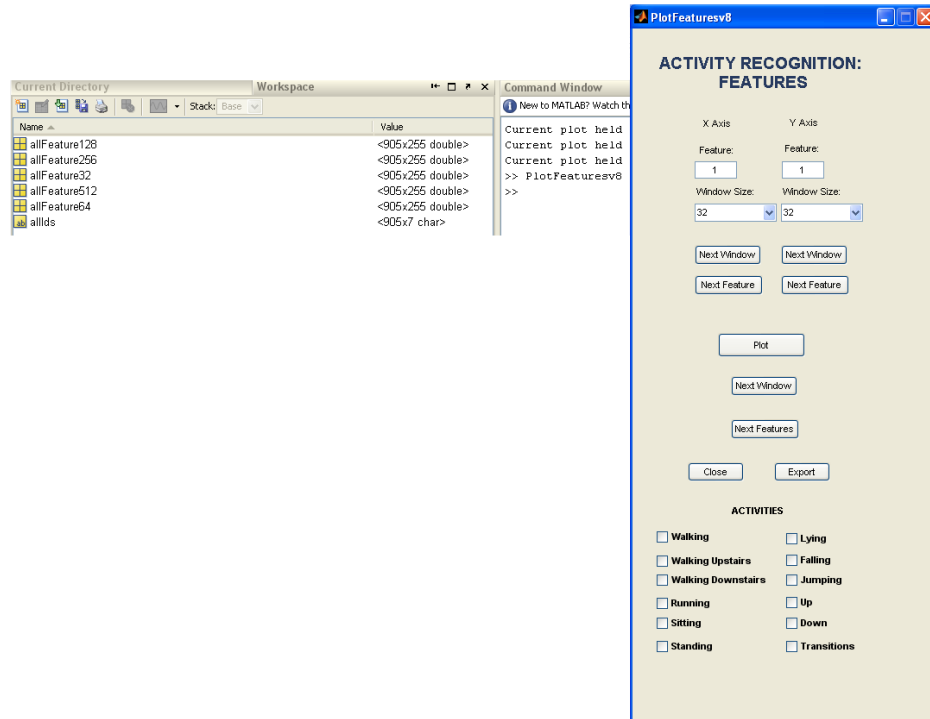 Current Directory
Workspace
Stack: Base
Name
Value
allFeature128
<905x255 double>
allFeature256
<905x255 double>
allFeature32
<905x255 double>
allFeature512
<905x255 double>
allFeature64
<905x255 double>
ab allIds
<905x7 char>
Command Window
New to MATLAB? Watch th
Current plot held
Current plot held
Current plot held
>> PlotFeaturesv8
>>
PlotFeaturesv8
ACTIVITY RECOGNITION:
FEATURES
X Axis
Y Axis
Feature:
Feature:
1
1
Window Size:
Window Size:
32
32
Next Window
Next Window
Next Feature
Next Feature
Plot
Next Window
Next Features
Close
Export
ACTIVITIES
Walking
Lying
Walking Upstairs
Falling
Walking Downstairs
Jumping
Running
Up
Sitting
Down
Standing
Transitions